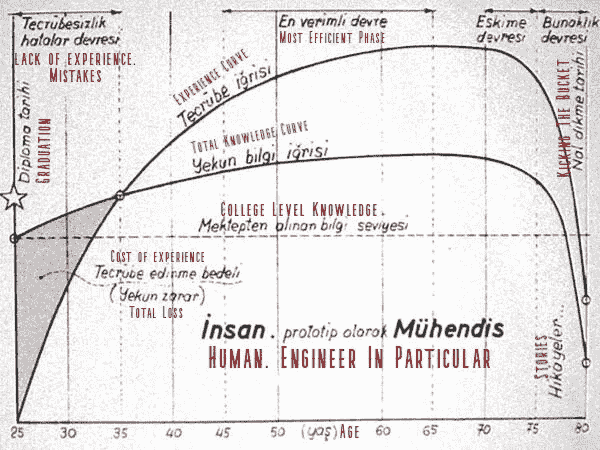 Tecrübesizlik
hatalar devresi
LACK OF EXPERIENCE.
MISTAKES
En verimli devre
MOST EFFICIENT PHASE
Eskime
devresi
Bunaklık
devresi
Diploma tarihi
GRADUATION
EXPERIENCE CURVE
Tecrübe iğrisi
TOTAL KNOWLEDGE CURVE
Yekun bilgi iğrisi
KICKING THE BUCKET
Nal dikme tarihi
COLLEGE LEVEL KNOWLEDGE.
Mektepten alınan bilgi seviyesi
COST OF EXPERIENCE
Tecrübe edinme bedeli
(Yekun zarar)
TOTAL LOSS
İnsan. prototip olarak Mühendis
HUMAN. ENGINEER IN PARTICULAR
STORIES
Hikayeler...
25 30 35 40 45 50 (yaş) AGE 60 65 70 75 80